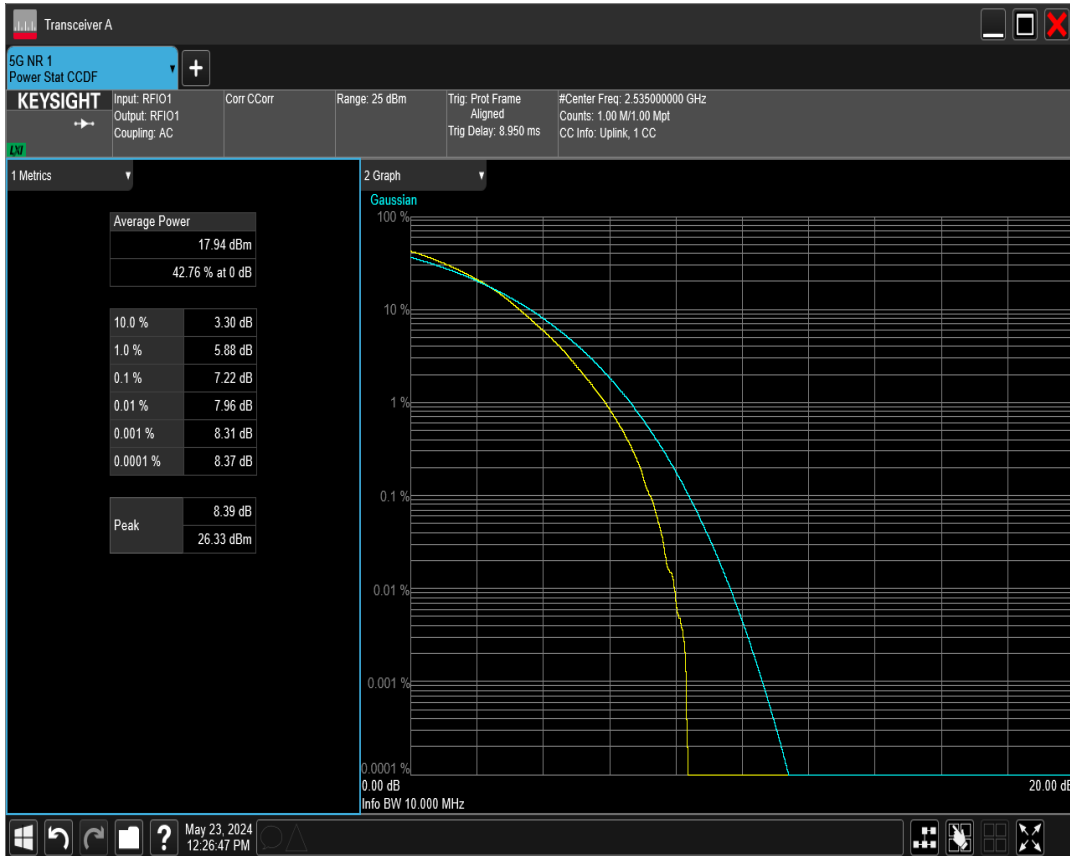 Transceiver A
5G NR 1
Power Stat CCDF
+
KEYSIGHT
LXI
Input: RFIO1
Output: RFIO1
Coupling: AC
Corr CCorr
Range: 25 dBm
Trig: Prot Frame
Aligned
Trig Delay: 8.950 ms
#Center Freq: 2.535000000 GHz
Counts: 1.00 M/1.00 Mpt
CC Info: Uplink, 1 CC
1 Metrics
Average Power
17.94 dBm
42.76 % at 0 dB
10.0 % 3.30 dB
1.0 % 5.88 dB
0.1 % 7.22 dB
0.01 % 7.96 dB
0.001 % 8.31 dB
0.0001 % 8.37 dB
Peak
8.39 dB
26.33 dBm
2 Graph
Gaussian
100 %
10 %
1 %
0.1 %
0.01 %
0.001 %
0.0001 %
0.00 dB 20.00 dB
Info BW 10.000 MHz
?
May 23, 2024
12:26:47 PM